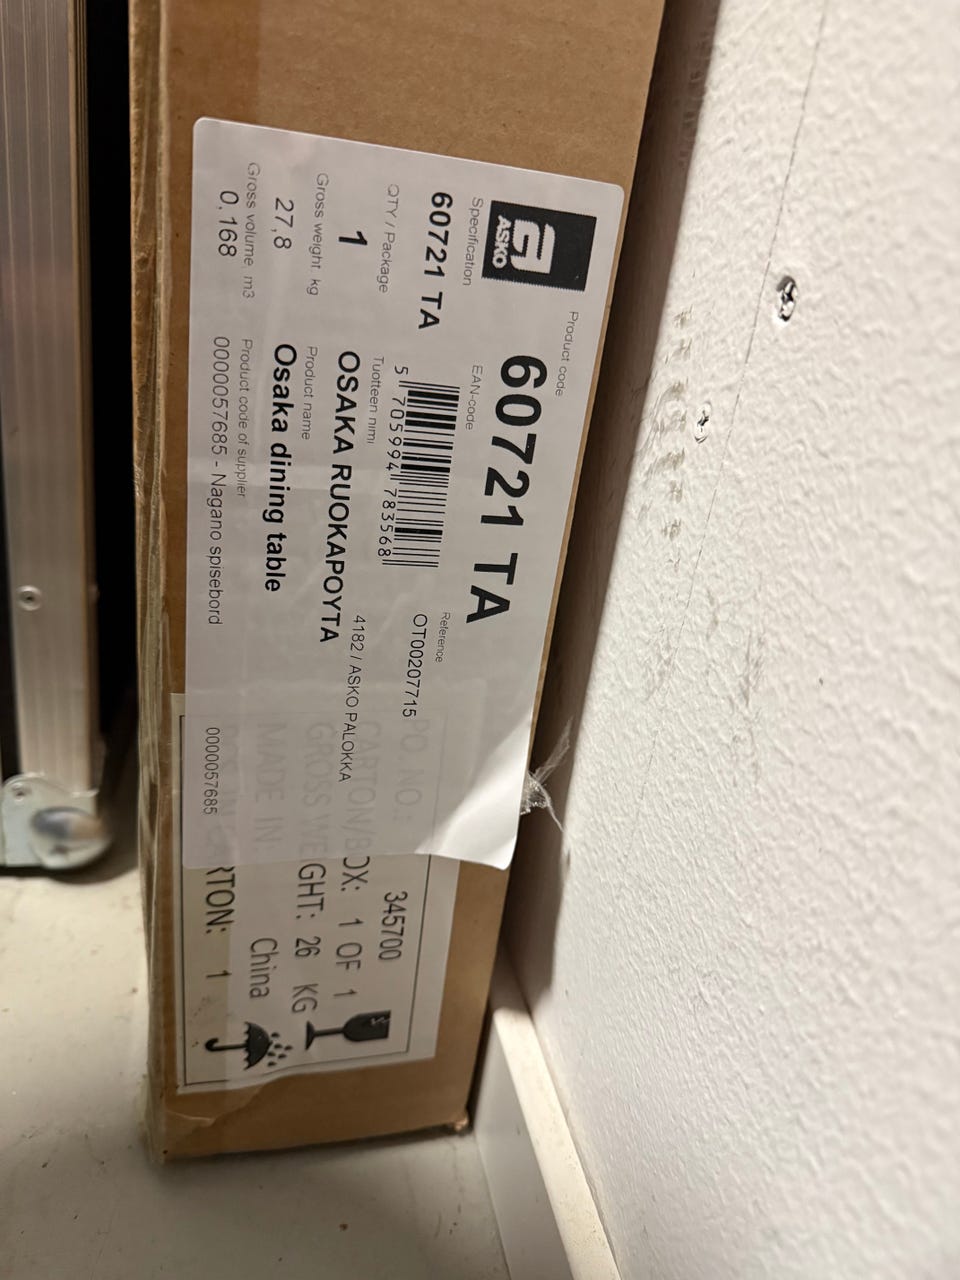 ASKO
Product code
60721 TA
Specification
60721 TA
EAN-code
5 705994 783568
Reference
OT00207715
QTY / Package
1
Tuotteen nimi
OSAKA RUOKAPOYTA
4182 / ASKO PALOKKA
Gross weight kg
27,8
Product name
Osaka dining table
Gross volume m3
0,168
Product code of supplier
0000057685 - Nagano spisebord
0000057685
PO. NO.: 345700
CARTON/BOX: 1 OF 1
GROSS WEIGHT: 26 KG
MADE IN: China
CARTON: 1